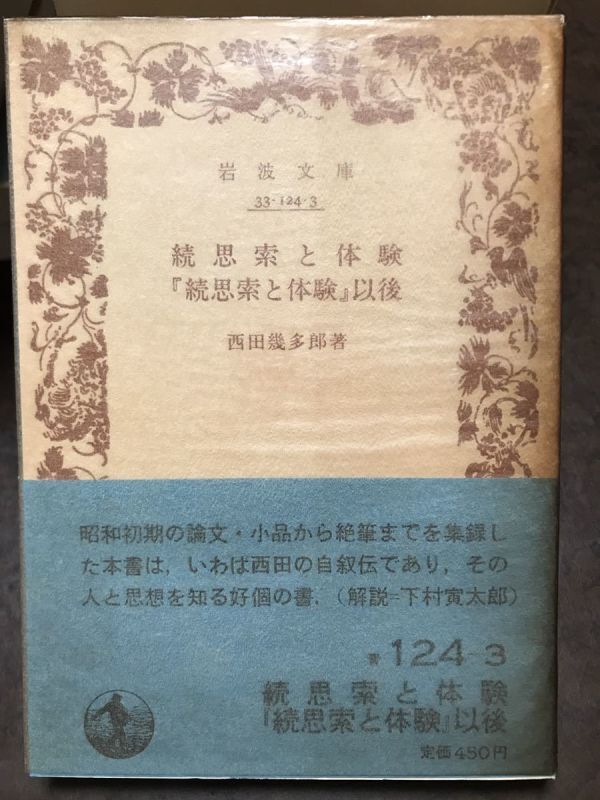 岩波文庫
33-124-3
続思索と体験
『続思索と体験』以後
西田幾多郎著
昭和初期の論文・小品から絶筆までを集録し
た本書は，いわば西田の自叙伝であり，その
人と思想を知る好個の書．（解説＝下村寅太郎）
青 124-3
続思索と体験
『続思索と体験』以後
定価450円